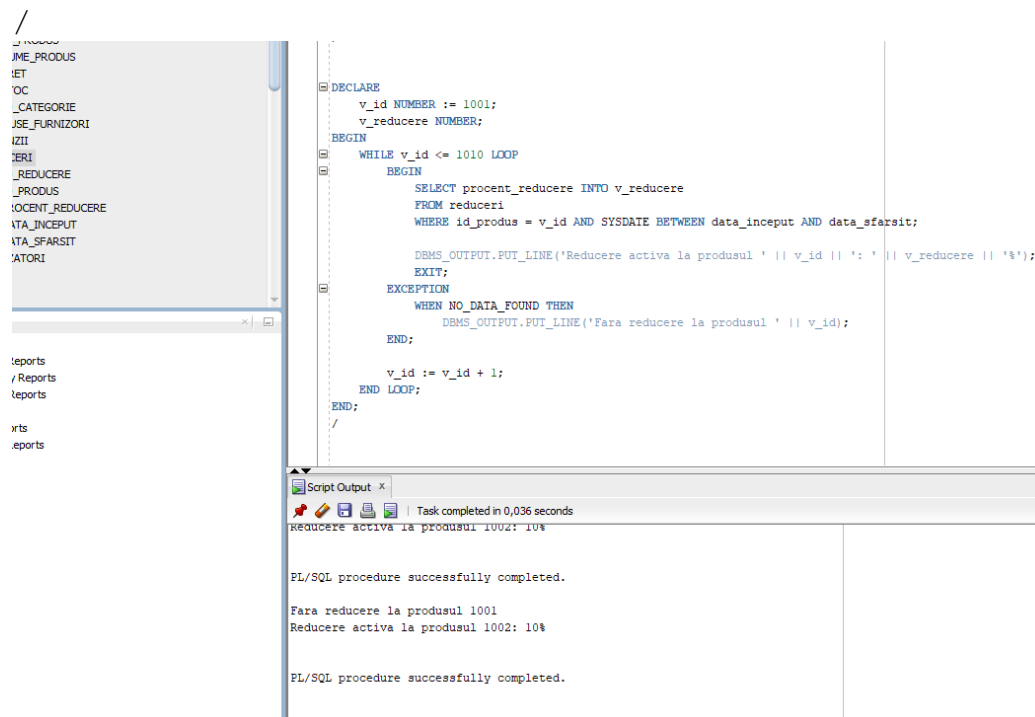 /
UME_PRODUS
RET
TOC
_CATEGORIE
USE_FURNIZORI
NZII
CERI
_REDUCERE
_PRODUS
ROCENT_REDUCERE
ATA_INCEPUT
ATA_SFARSIT
ZATORI
Reports
y Reports
Reports
orts
Reports
DECLARE
v_id NUMBER := 1001;
v_reducere NUMBER;
BEGIN
WHILE v_id <= 1010 LOOP
BEGIN
SELECT procent_reducere INTO v_reducere
FROM reduceri
WHERE id_produs = v_id AND SYSDATE BETWEEN data_inceput AND data_sfarsit;
DBMS_OUTPUT.PUT_LINE('Reducere activa la produsul ' || v_id || ': ' || v_reducere || '%');
EXIT;
EXCEPTION
WHEN NO_DATA_FOUND THEN
DBMS_OUTPUT.PUT_LINE('Fara reducere la produsul ' || v_id);
END;
v_id := v_id + 1;
END LOOP;
END;
/
Script Output x
Task completed in 0,036 seconds
Reducere activa la produsul 1002: 10%
PL/SQL procedure successfully completed.
Fara reducere la produsul 1001
Reducere activa la produsul 1002: 10%
PL/SQL procedure successfully completed.